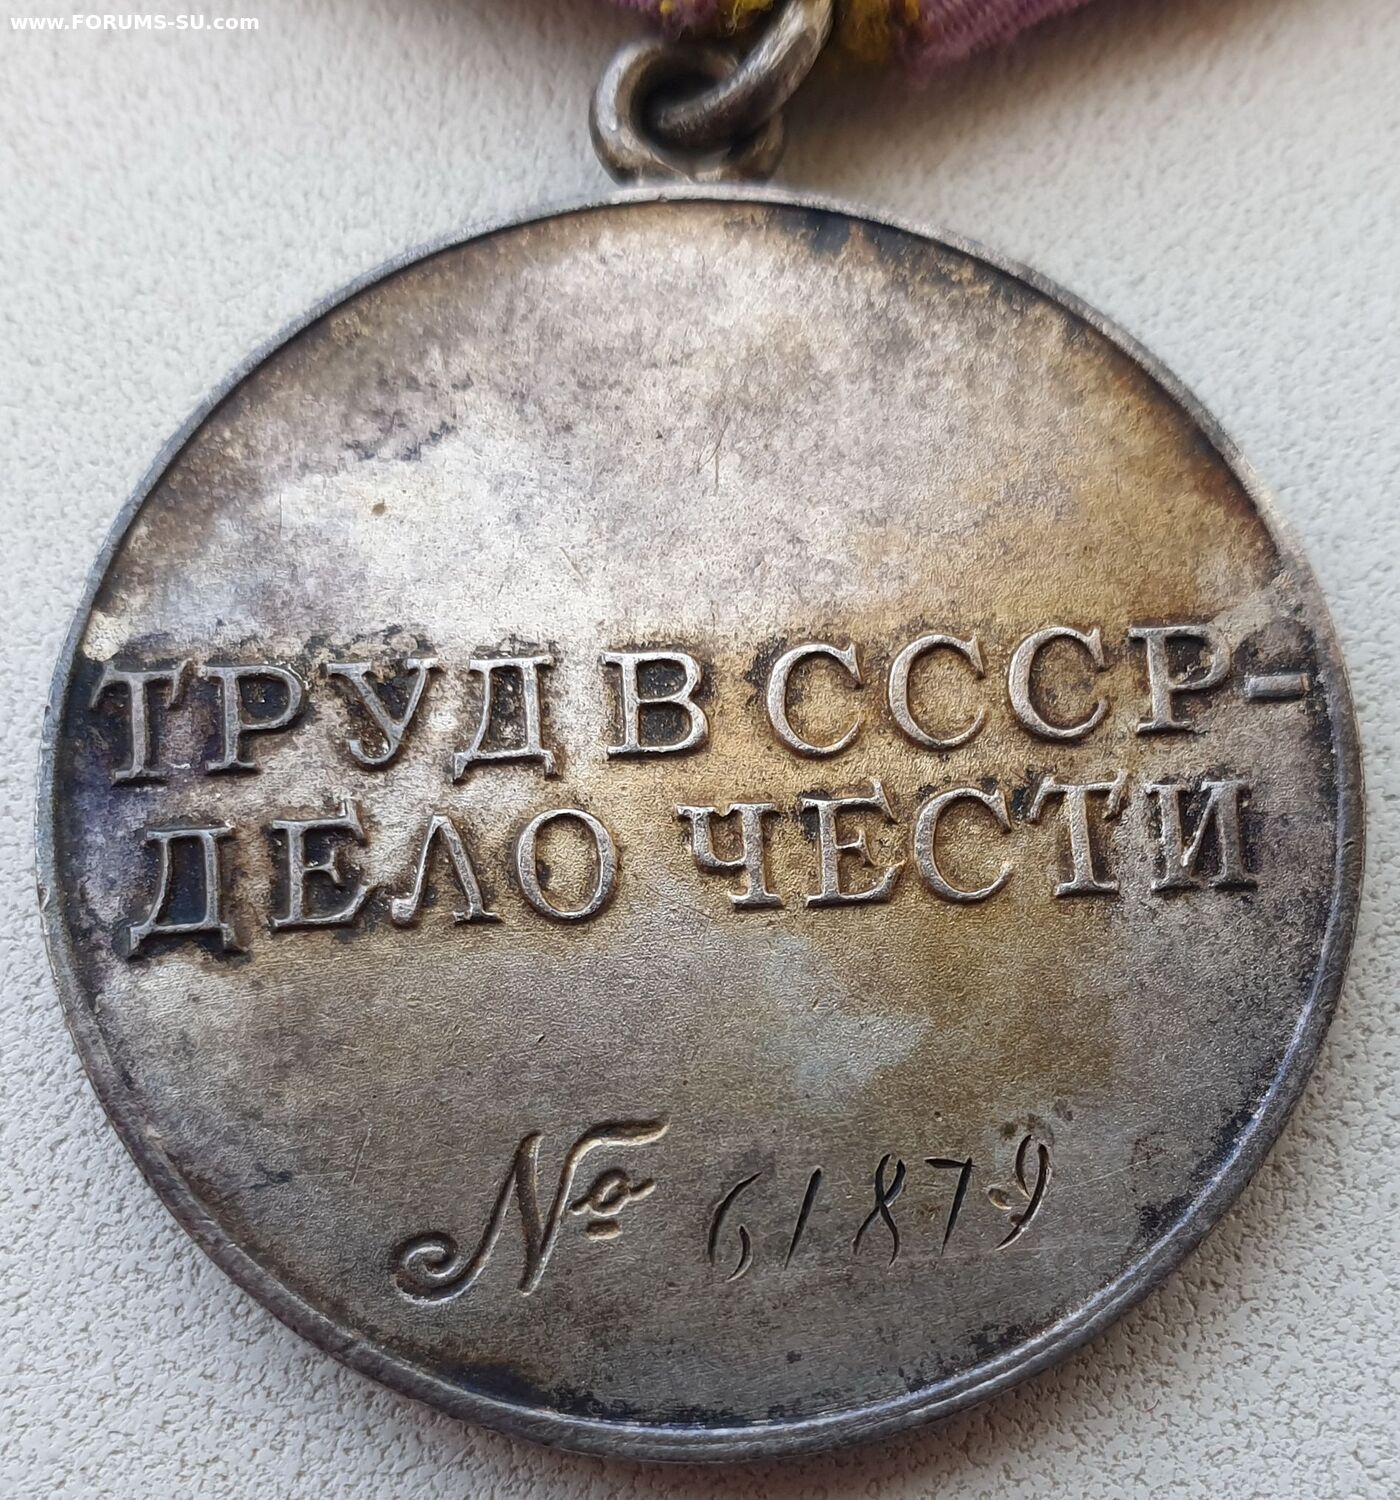 www.FORUMS-SU.com
ТРУД В СССР-
ДЕЛО ЧЕСТИ
№ 61879